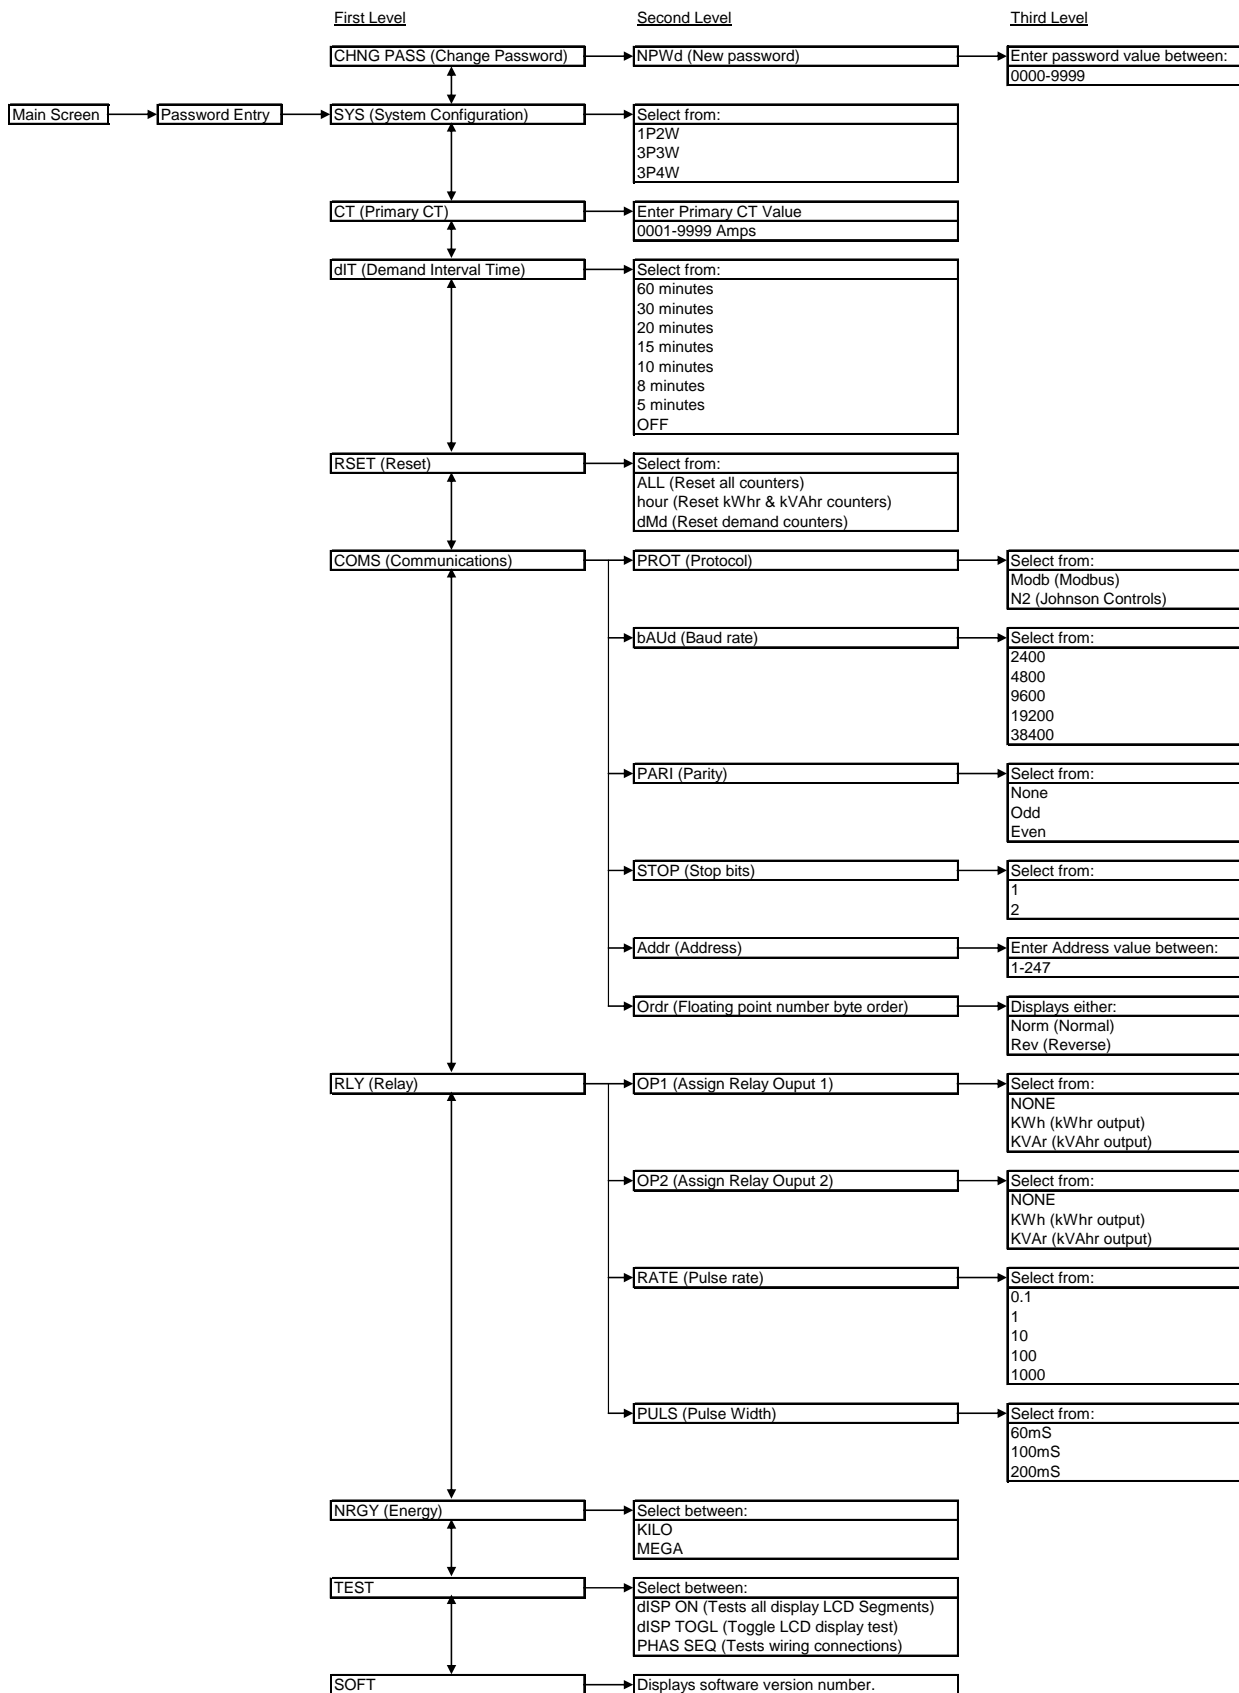 First Level
Second Level
Third Level
CHNG PASS (Change Password)
NPWd (New password)
Enter password value between:
0000-9999
Main Screen
Password Entry
SYS (System Configuration)
Select from:
1P2W
3P3W
3P4W
CT (Primary CT)
Enter Primary CT Value
0001-9999 Amps
dIT (Demand Interval Time)
Select from:
60 minutes
30 minutes
20 minutes
15 minutes
10 minutes
8 minutes
5 minutes
OFF
RSET (Reset)
Select from:
ALL (Reset all counters)
hour (Reset kWhr & kVAhr counters)
dMd (Reset demand counters)
COMS (Communications)
PROT (Protocol)
Select from:
Modb (Modbus)
N2 (Johnson Controls)
bAUd (Baud rate)
Select from:
2400
4800
9600
19200
38400
PARI (Parity)
Select from:
None
Odd
Even
STOP (Stop bits)
Select from:
1
2
Addr (Address)
Enter Address value between:
1-247
Ordr (Floating point number byte order)
Displays either:
Norm (Normal)
Rev (Reverse)
RLY (Relay)
OP1 (Assign Relay Ouput 1)
Select from:
NONE
KWh (kWhr output)
KVAr (kVAhr output)
OP2 (Assign Relay Ouput 2)
Select from:
NONE
KWh (kWhr output)
KVAr (kVAhr output)
RATE (Pulse rate)
Select from:
0.1
1
10
100
1000
PULS (Pulse Width)
Select from:
60mS
100mS
200mS
NRGY (Energy)
Select between:
KILO
MEGA
TEST
Select between:
dISP ON (Tests all display LCD Segments)
dISP TOGL (Toggle LCD display test)
PHAS SEQ (Tests wiring connections)
SOFT
Displays software version number.